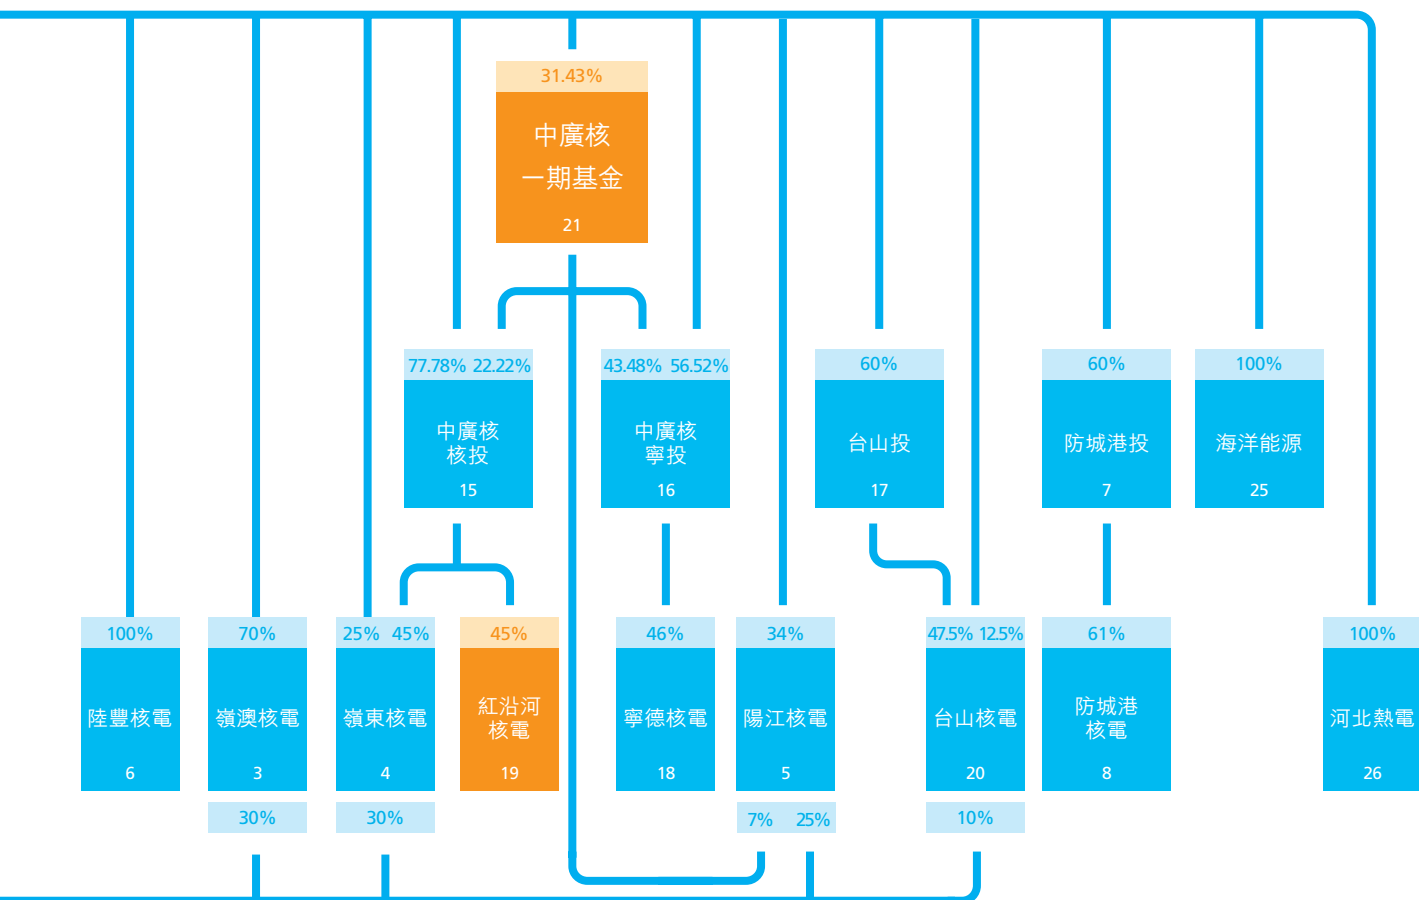 31.43%
中廣核
一期基金
21
77.78% 22.22%
中廣核
核投
15
43.48% 56.52%
中廣核
寧投
16
60%
台山投
17
60%
防城港投
7
100%
海洋能源
25
100%
陸豐核電
6
70%
嶺澳核電
3
30%
25% 45%
嶺東核電
4
30%
45%
紅沿河
核電
19
46%
寧德核電
18
34%
陽江核電
5
7% 25%
47.5% 12.5%
台山核電
20
10%
61%
防城港
核電
8
100%
河北熱電
26